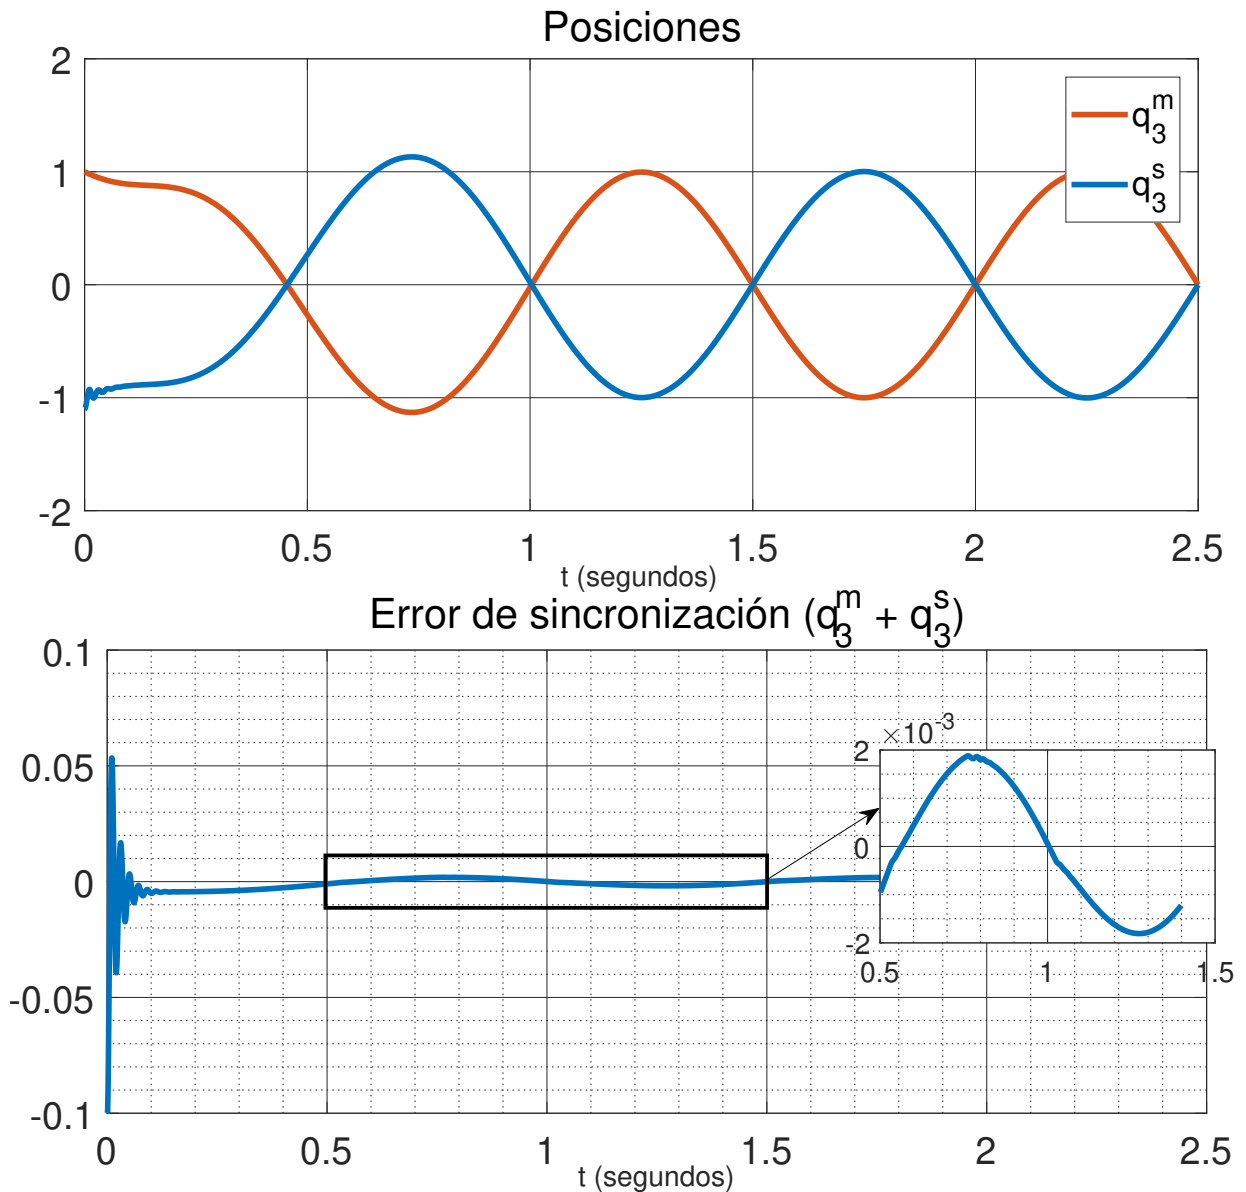 Posiciones
2
1
0
-1
-2
q₃ᵐ
q₃ˢ
0 0.5 1 1.5 2 2.5
t (segundos)
Error de sincronización (q₃ᵐ + q₃ˢ)
0.1
0.05
0
-0.05
-0.1
×10⁻³
2
0
-2
0.5 1 1.5
0 0.5 1 1.5 2 2.5
t (segundos)